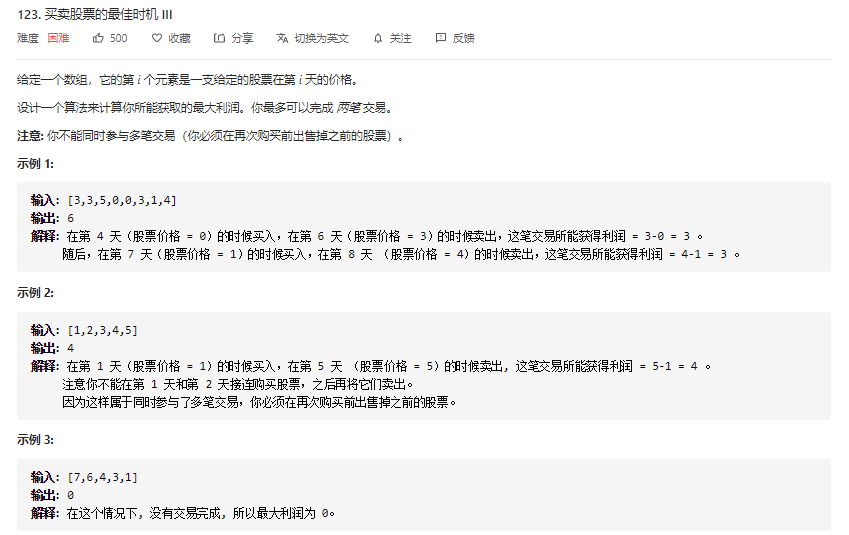 123. 买卖股票的最佳时机 III
难度 困难 500 收藏 分享 切换为英文 关注 反馈
给定一个数组，它的第 i 个元素是一支给定的股票在第 i 天的价格。
设计一个算法来计算你所能获取的最大利润。你最多可以完成 两笔 交易。
注意: 你不能同时参与多笔交易（你必须在再次购买前出售掉之前的股票）。
示例 1:
输入: [3,3,5,0,0,3,1,4]
输出: 6
解释: 在第 4 天（股票价格 = 0）的时候买入，在第 6 天（股票价格 = 3）的时候卖出，这笔交易所能获得利润 = 3-0 = 3 。
随后，在第 7 天（股票价格 = 1）的时候买入，在第 8 天 （股票价格 = 4）的时候卖出，这笔交易所能获得利润 = 4-1 = 3 。
示例 2:
输入: [1,2,3,4,5]
输出: 4
解释: 在第 1 天（股票价格 = 1）的时候买入，在第 5 天 （股票价格 = 5）的时候卖出, 这笔交易所能获得利润 = 5-1 = 4 。
注意你不能在第 1 天和第 2 天接连购买股票，之后再将它们卖出。
因为这样属于同时参与了多笔交易，你必须在再次购买前出售掉之前的股票。
示例 3:
输入: [7,6,4,3,1]
输出: 0
解释: 在这个情况下, 没有交易完成, 所以最大利润为 0。